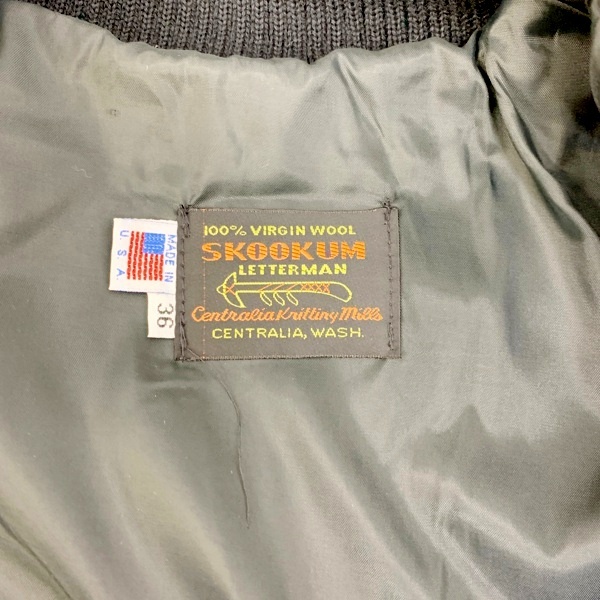 100% VIRGIN WOOL
SKOOKUM
LETTERMAN
Centralia Knitting Mills
CENTRALIA, WASH.
MADE IN
U.S.A.
36